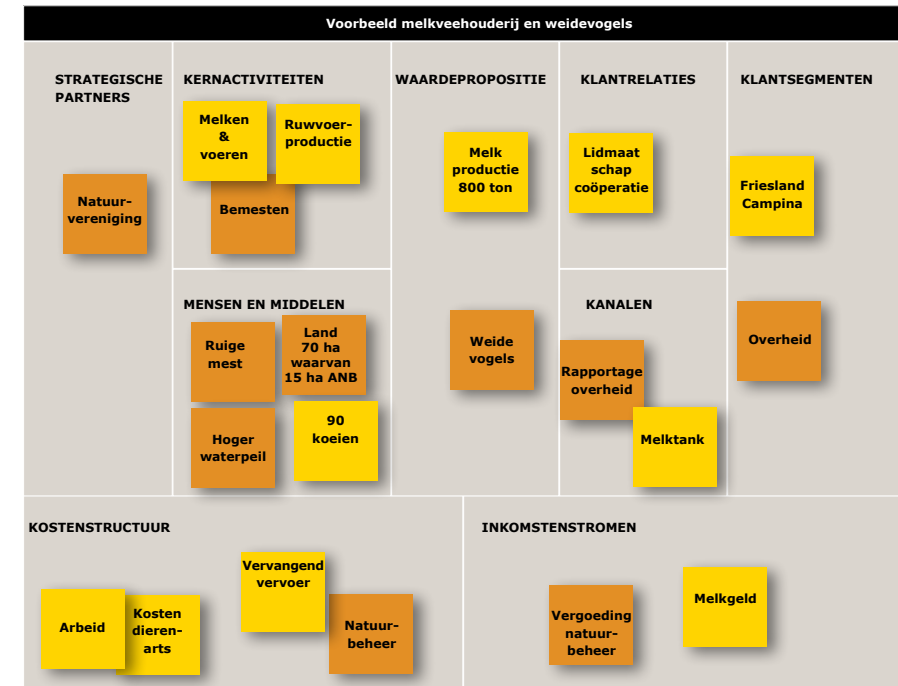 Voorbeeld melkveehouderij en weidevogels
STRATEGISCHE
PARTNERS
Natuur-
vereniging
KERNACTIVITEITEN
Melken
&
voeren
Ruwvoer-
productie
Bemesten
MENSEN EN MIDDELEN
Ruige
mest
Land
70 ha
waarvan
15 ha ANB
Hoger
waterpeil
90
koeien
WAARDEPROPOSITIE
Melk
productie
800 ton
Weide
vogels
KLANTRELATIES
Lidmaat
schap
coöperatie
KANALEN
Rapportage
overheid
Melktank
KLANTSEGMENTEN
Friesland
Campina
Overheid
KOSTENSTRUCTUUR
Arbeid
Kosten
dieren-
arts
Vervangend
vervoer
Natuur-
beheer
INKOMSTENSTROMEN
Vergoeding
natuur-
beheer
Melkgeld